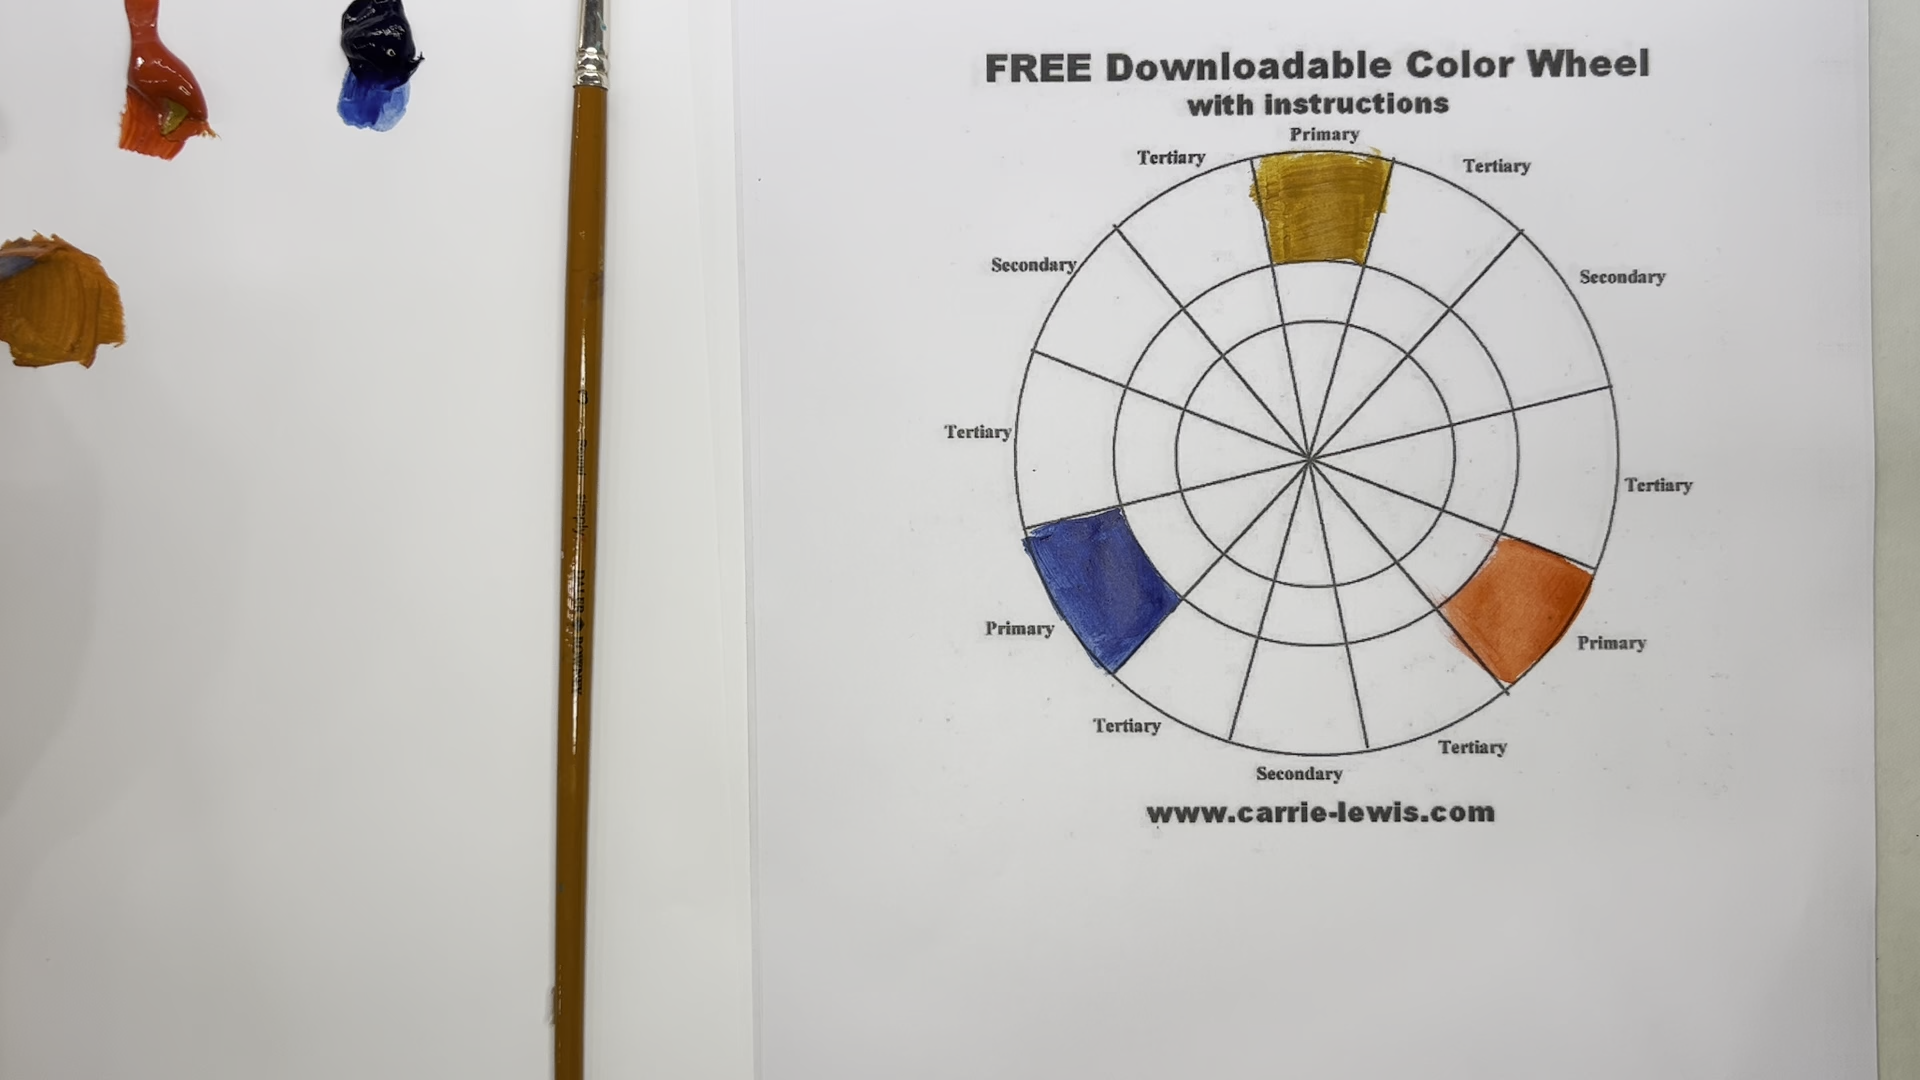 FREE Downloadable Color Wheel
with instructions
Primary
Tertiary
Tertiary
Secondary
Secondary
Tertiary
Tertiary
Primary
Primary
Tertiary
Tertiary
Secondary
www.carrie-lewis.com